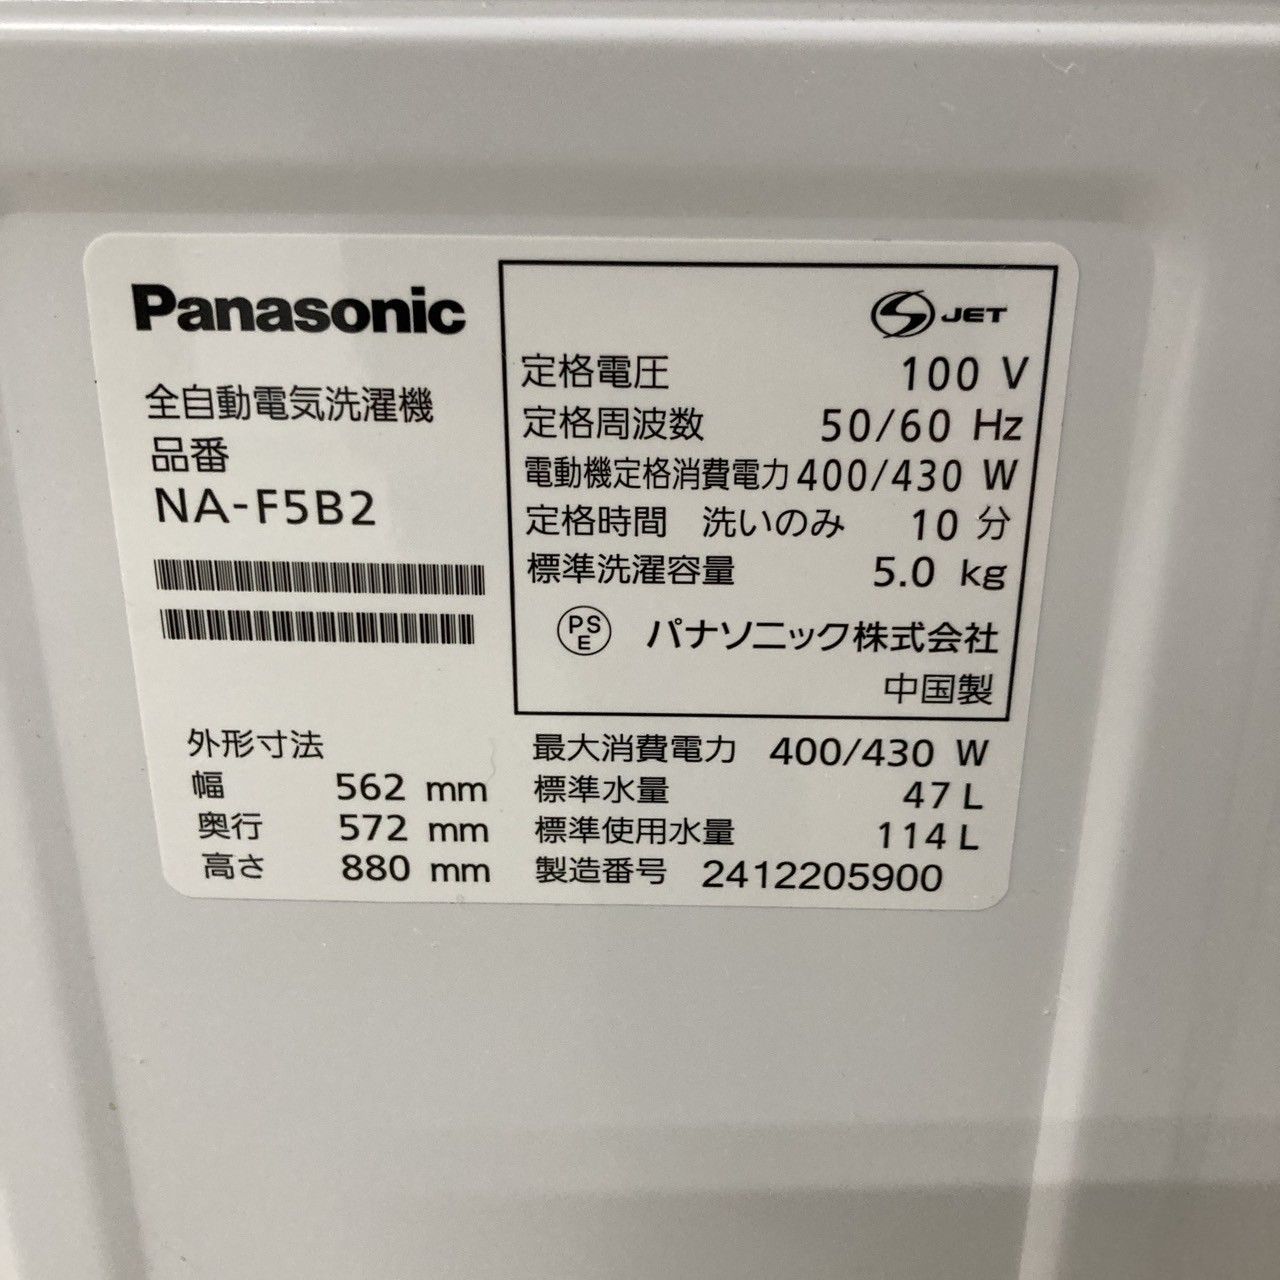 Panasonic
全自動電気洗濯機
品番
NA-F5B2
JET
定格電圧 100 V
定格周波数 50/60 Hz
電動機定格消費電力 400/430 W
定格時間 洗いのみ 10 分
標準洗濯容量 5.0 kg
PSE パナソニック株式会社
中国製
外形寸法
幅 562 mm
奥行 572 mm
高さ 880 mm
最大消費電力 400/430 W
標準水量 47 L
標準使用水量 114 L
製造番号 2412205900